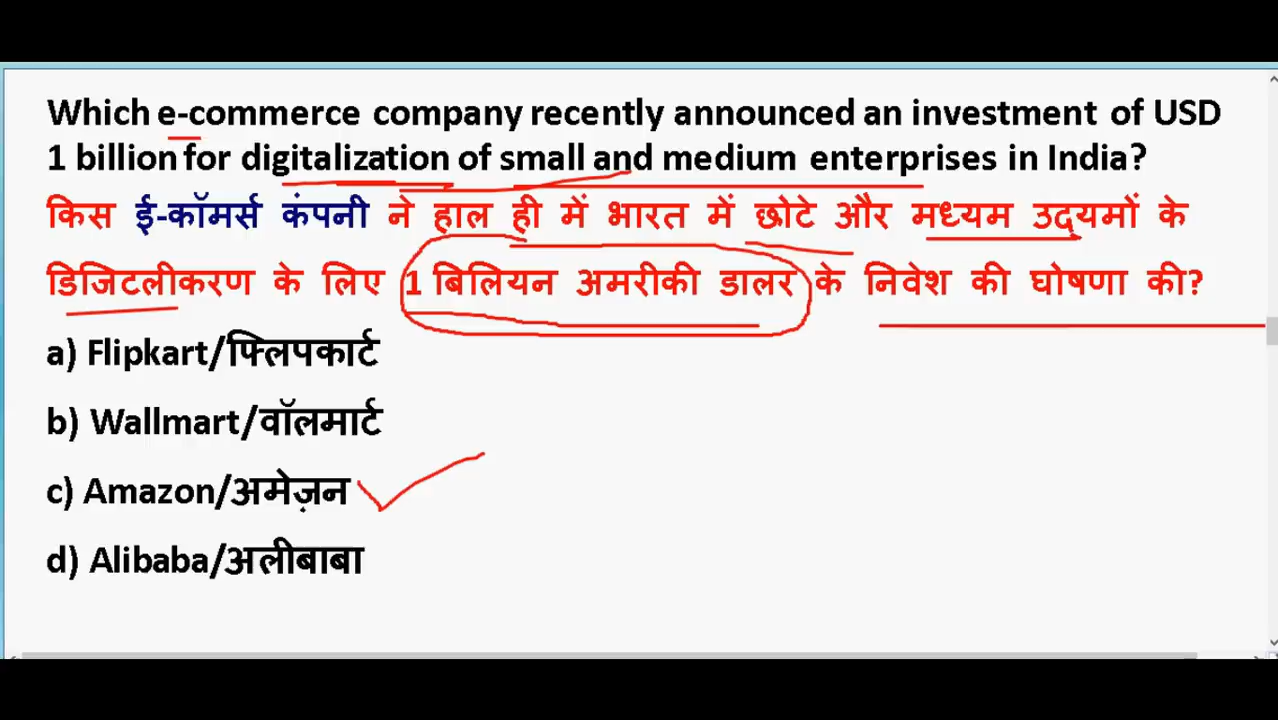 Which e-commerce company recently announced an investment of USD
1 billion for digitalization of small and medium enterprises in India?
किस ई-कॉमर्स कंपनी ने हाल ही में भारत में छोटे और मध्यम उद्यमों के
डिजिटलीकरण के लिए 1 बिलियन अमरीकी डालर के निवेश की घोषणा की?
a) Flipkart/फ्लिपकार्ट
b) Wallmart/वॉलमार्ट
c) Amazon/अमेज़न
d) Alibaba/अलीबाबा